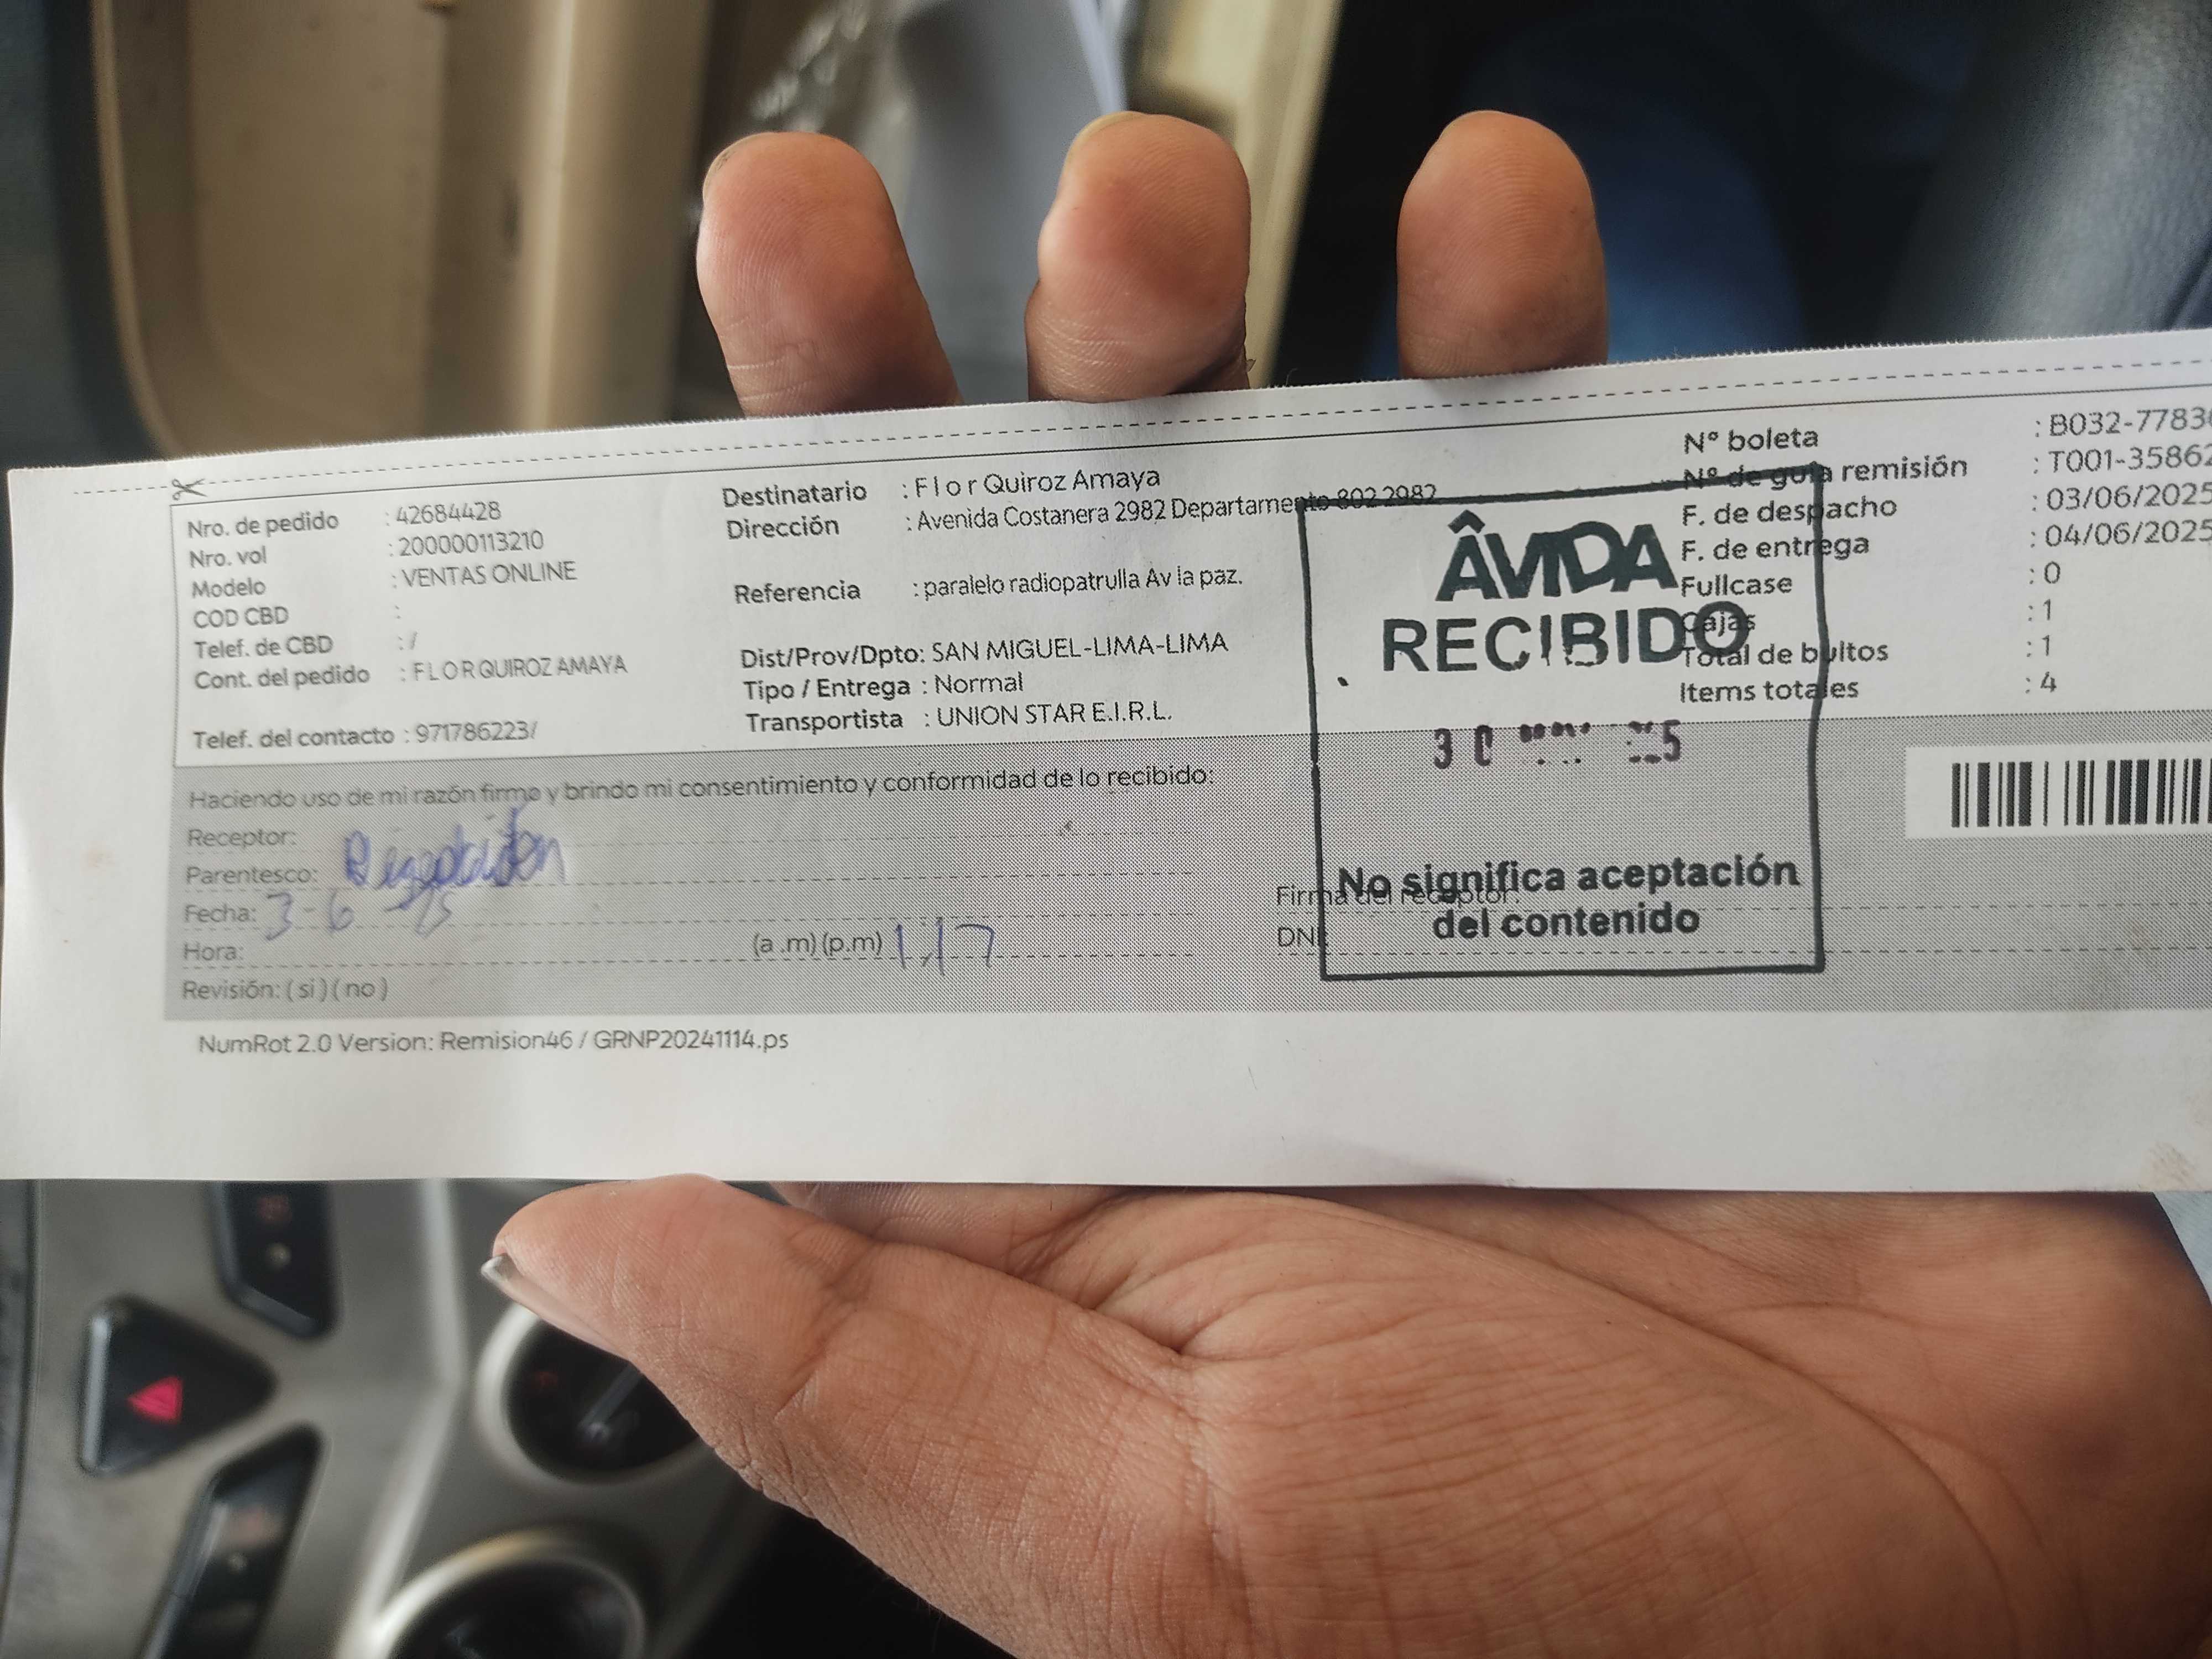 Nro. de pedido : 42684428
Nro. vol : 200000113210
Modelo : VENTAS ONLINE
COD CBD :
Telef. de CBD : /
Cont. del pedido : F L O R QUIROZ AMAYA
Telef. del contacto : 971786223/
Destinatario : F l o r Quiroz Amaya
Dirección : Avenida Costanera 2982 Departamento 802 2982
Referencia : paralelo radiopatrulla Av la paz.
Dist/Prov/Dpto: SAN MIGUEL-LIMA-LIMA
Tipo / Entrega : Normal
Transportista : UNION STAR E.I.R.L.
N° boleta : B032-7783
N° de guía remisión : T001-35862
F. de despacho : 03/06/2025
F. de entrega : 04/06/2025
Fullcase : 0
Cajas : 1
Total de bultos : 1
Items totales : 4
ÂVIDA
RECIBIDO
30 25
No significa aceptación
del contenido
Haciendo uso de mi razón firmo y brindo mi consentimiento y conformidad de lo recibido:
Receptor:
Parentesco: Recepción
Fecha: 3-6-25
Hora: (a .m) (p.m) 1:17
Revisión: ( si ) ( no )
Firma del receptor:
DNI:
NumRot 2.0 Version: Remision46 / GRNP20241114.ps